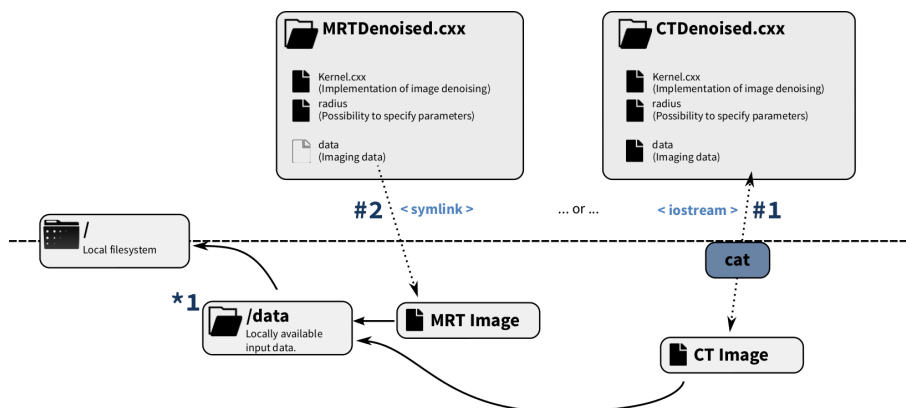 MRTDenoised.cxx
Kernel.cxx
(Implementation of image denoising)
radius
(Possibility to specify parameters)
data
(Imaging data)
CTDenoised.cxx
Kernel.cxx
(Implementation of image denoising)
radius
(Possibility to specify parameters)
data
(Imaging data)
#2
< symlink >
... or ...
< iostream >
#1
/
Local filesystem
cat
*1
/data
Locally available
input data.
MRT Image
CT Image